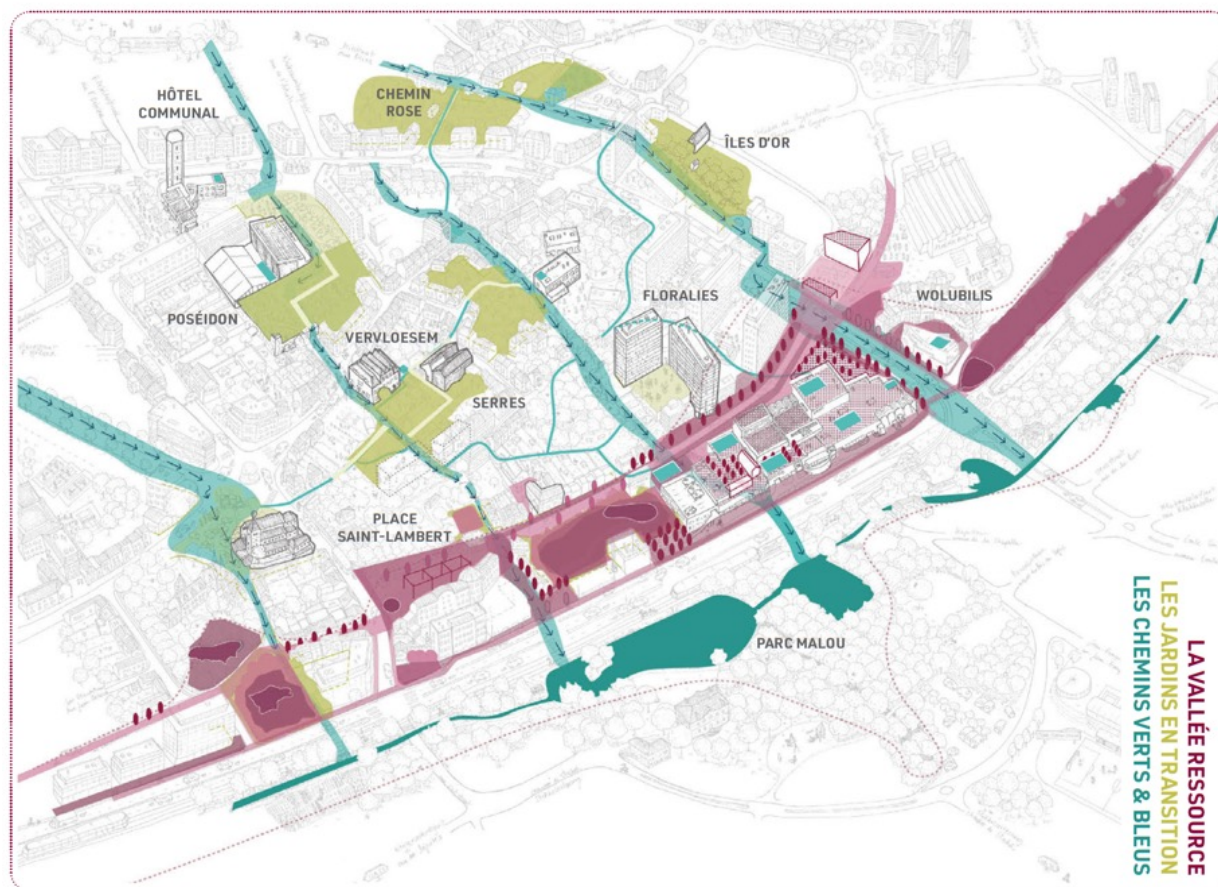 HÔTEL
COMMUNAL
CHEMIN
ROSE
ÎLES D'OR
POSÉIDON
VERVLOESEM
FLORALIES
WOLUBILIS
SERRES
PLACE
SAINT-LAMBERT
PARC MALOU
LA VALLÉE RESSOURCE
LES JARDINS EN TRANSITION
LES CHEMINS VERTS & BLEUS